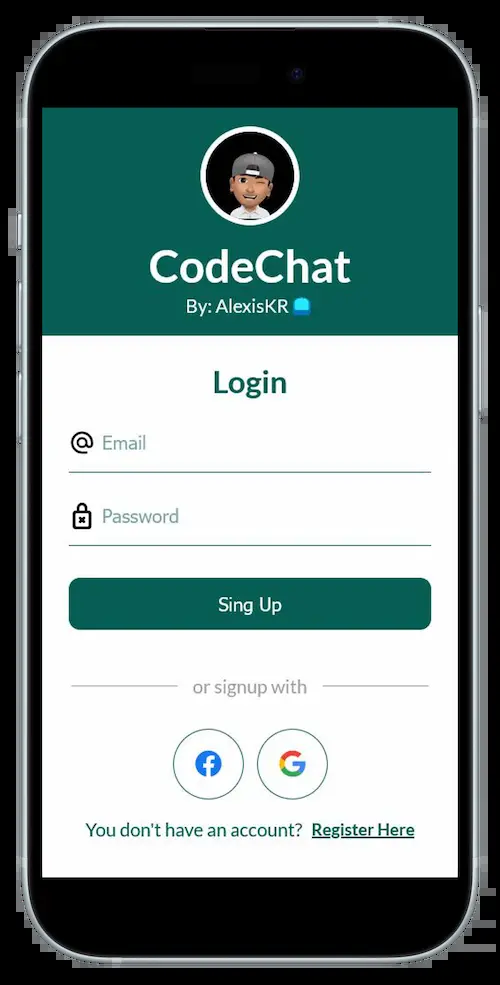 CodeChat
By: AlexisKR
Login
Email
Password
Sing Up
or signup with
You don't have an account? Register Here